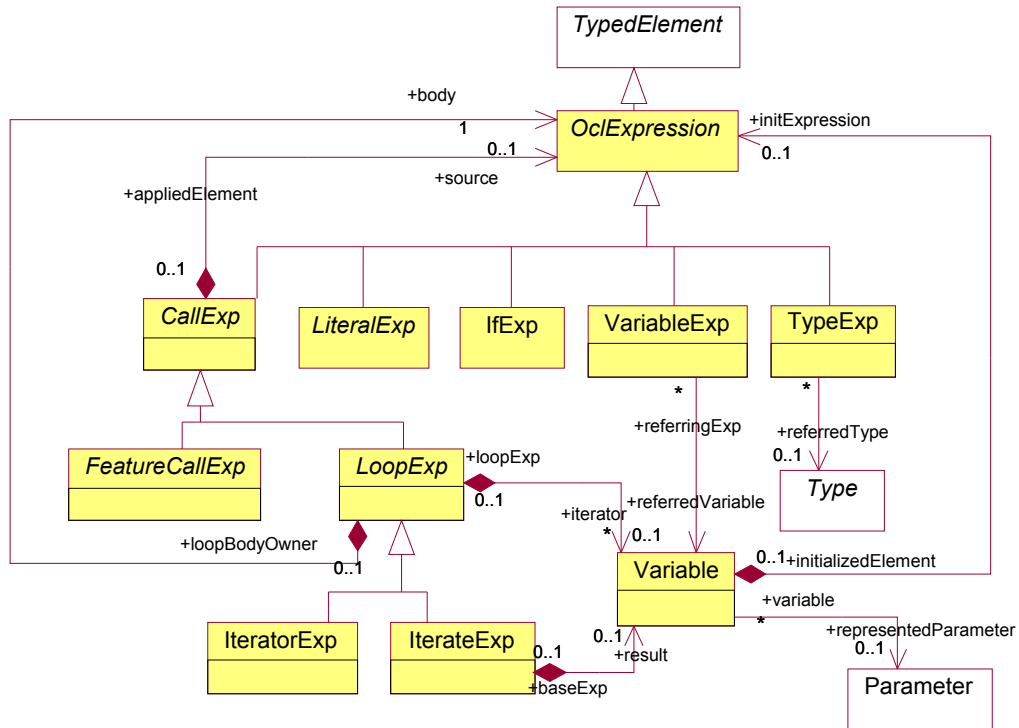 TypedElement
+body
1
OclExpression
+initExpression
0..1
0..1
+source
+appliedElement
0..1
CallExp
LiteralExp
IfExp
VariableExp
TypeExp
*
*
+referringExp
+referredType
0..1
FeatureCallExp
LoopExp
+loopExp
0..1
Type
+referredVariable
+iterator
*
0..1
+loopBodyOwner
0..1
Variable
0..1
+initializedElement
+variable
*
+representedParameter
0..1
IteratorExp
IterateExp
0..1
+baseExp
0..1
+result
Parameter